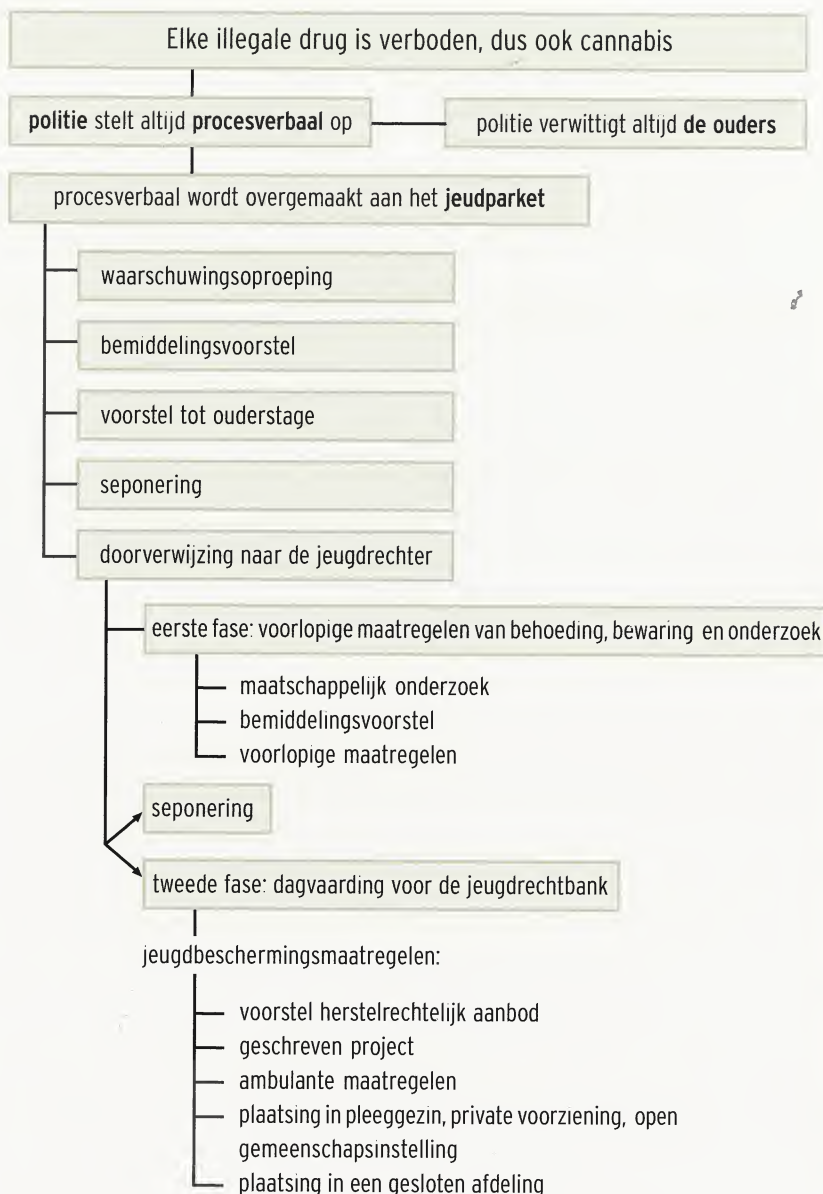 Elke illegale drug is verboden, dus ook cannabis
politie stelt altijd procesverbaal op
politie verwittigt altijd de ouders
procesverbaal wordt overgemaakt aan het jeudparket
waarschuwingsoproeping
bemiddelingsvoorstel
voorstel tot ouderstage
seponering
doorverwijzing naar de jeugdrechter
eerste fase: voorlopige maatregelen van behoeding, bewaring en onderzoek
maatschappelijk onderzoek
bemiddelingsvoorstel
voorlopige maatregelen
seponering
tweede fase: dagvaarding voor de jeugdrechtbank
jeugdbeschermingsmaatregelen:
voorstel herstelrechtelijk aanbod
geschreven project
ambulante maatregelen
plaatsing in pleeggezin, private voorziening, open
gemeenschapsinstelling
plaatsing in een gesloten afdeling